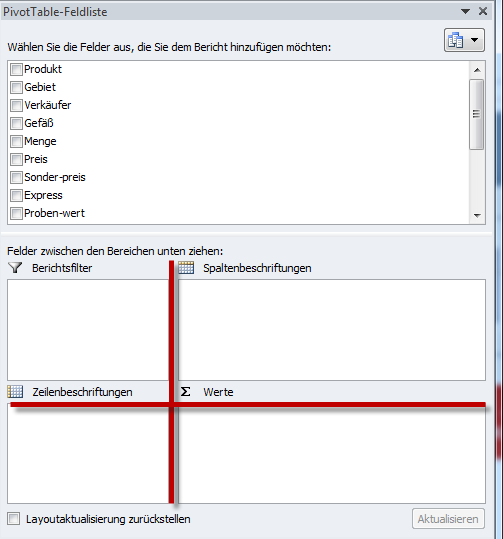 PivotTable-Feldliste
Wählen Sie die Felder aus, die Sie dem Bericht hinzufügen möchten:
Produkt
Gebiet
Verkäufer
Gefäß
Menge
Preis
Sonder-preis
Express
Proben-wert
Felder zwischen den Bereichen unten ziehen:
Berichtsfilter
Spaltenbeschriftungen
Zeilenbeschriftungen
Σ Werte
Layoutaktualisierung zurückstellen
Aktualisieren